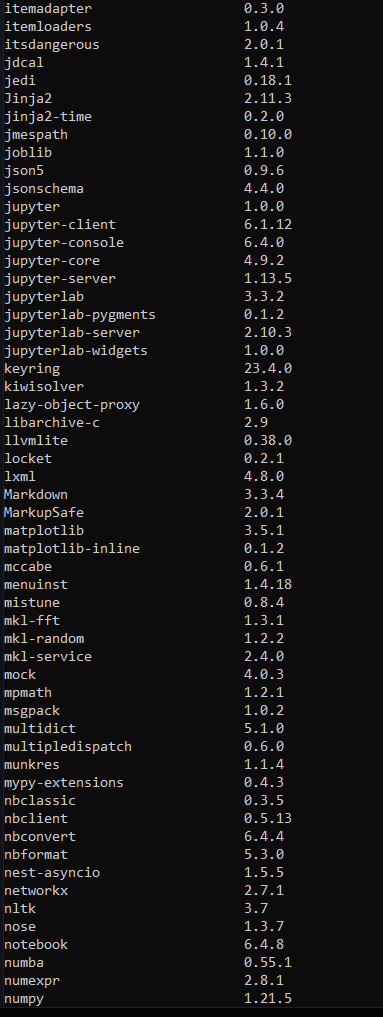 itemadapter 0.3.0
itemloaders 1.0.4
itsdangerous 2.0.1
jdcal 1.4.1
jedi 0.18.1
Jinja2 2.11.3
jinja2-time 0.2.0
jmespath 0.10.0
joblib 1.1.0
json5 0.9.6
jsonschema 4.4.0
jupyter 1.0.0
jupyter-client 6.1.12
jupyter-console 6.4.0
jupyter-core 4.9.2
jupyter-server 1.13.5
jupyterlab 3.3.2
jupyterlab-pygments 0.1.2
jupyterlab-server 2.10.3
jupyterlab-widgets 1.0.0
keyring 23.4.0
kiwisolver 1.3.2
lazy-object-proxy 1.6.0
libarchive-c 2.9
llvmlite 0.38.0
locket 0.2.1
lxml 4.8.0
Markdown 3.3.4
MarkupSafe 2.0.1
matplotlib 3.5.1
matplotlib-inline 0.1.2
mccabe 0.6.1
menuinst 1.4.18
mistune 0.8.4
mkl-fft 1.3.1
mkl-random 1.2.2
mkl-service 2.4.0
mock 4.0.3
mpmath 1.2.1
msgpack 1.0.2
multidict 5.1.0
multipledispatch 0.6.0
munkres 1.1.4
mypy-extensions 0.4.3
nbclassic 0.3.5
nbclient 0.5.13
nbconvert 6.4.4
nbformat 5.3.0
nest-asyncio 1.5.5
networkx 2.7.1
nltk 3.7
nose 1.3.7
notebook 6.4.8
numba 0.55.1
numexpr 2.8.1
numpy 1.21.5